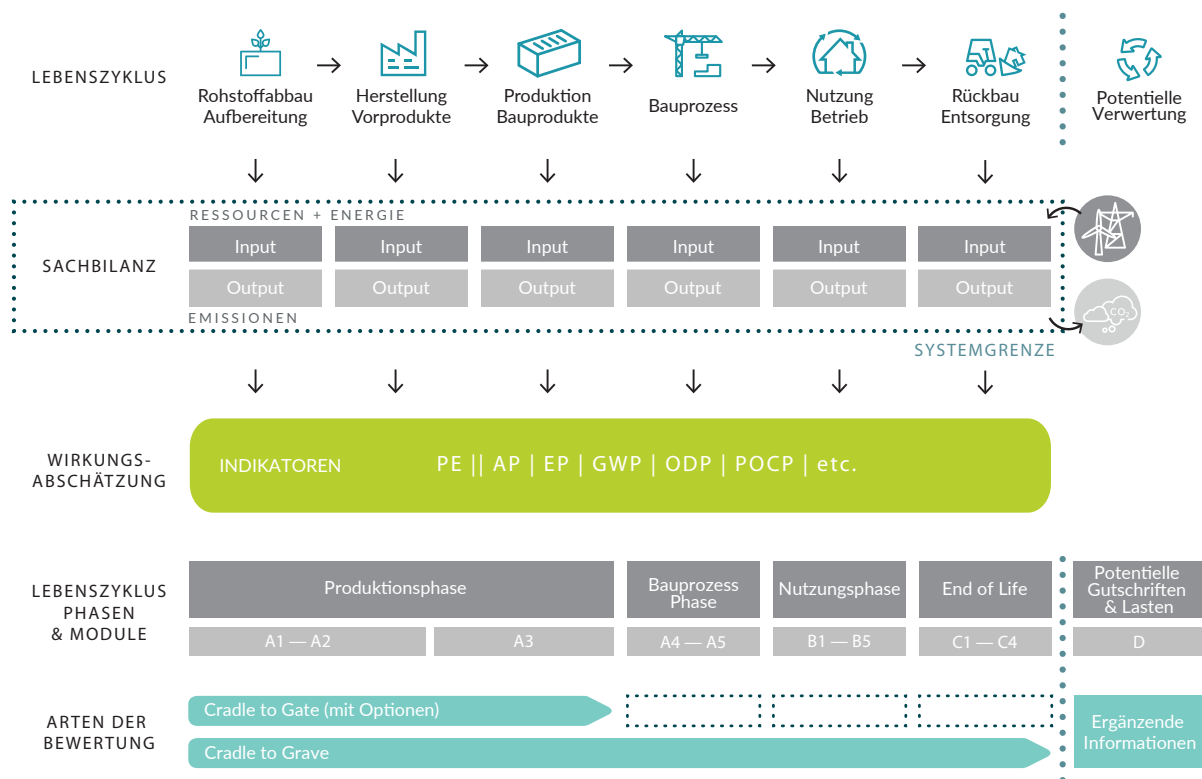 LEBENSZYKLUS
Rohstoffabbau
Aufbereitung
Herstellung
Vorprodukte
Produktion
Bauprodukte
Bauprozess
Nutzung
Betrieb
Rückbau
Entsorgung
Potentielle
Verwertung
SACHBILANZ
RESSOURCEN + ENERGIE
Input
Input
Input
Input
Input
Input
Output
Output
Output
Output
Output
Output
EMISSIONEN
CO2
SYSTEMGRENZE
WIRKUNGS-
ABSCHÄTZUNG
INDIKATOREN
PE || AP | EP | GWP | ODP | POCP | etc.
LEBENSZYKLUS
PHASEN
& MODULE
Produktionsphase
Bauprozess
Phase
Nutzungsphase
End of Life
Potentielle
Gutschriften
& Lasten
A1 — A2
A3
A4 — A5
B1 — B5
C1 — C4
D
ARTEN DER
BEWERTUNG
Cradle to Gate (mit Optionen)
Cradle to Grave
Ergänzende
Informationen